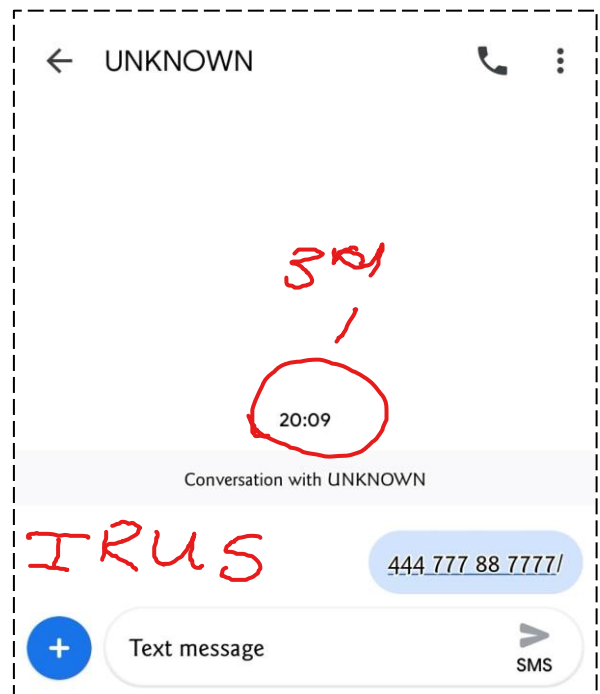 UNKNOWN
20:09
Conversation with UNKNOWN
IRUS
444 777 88 7777/
Text message
SMS